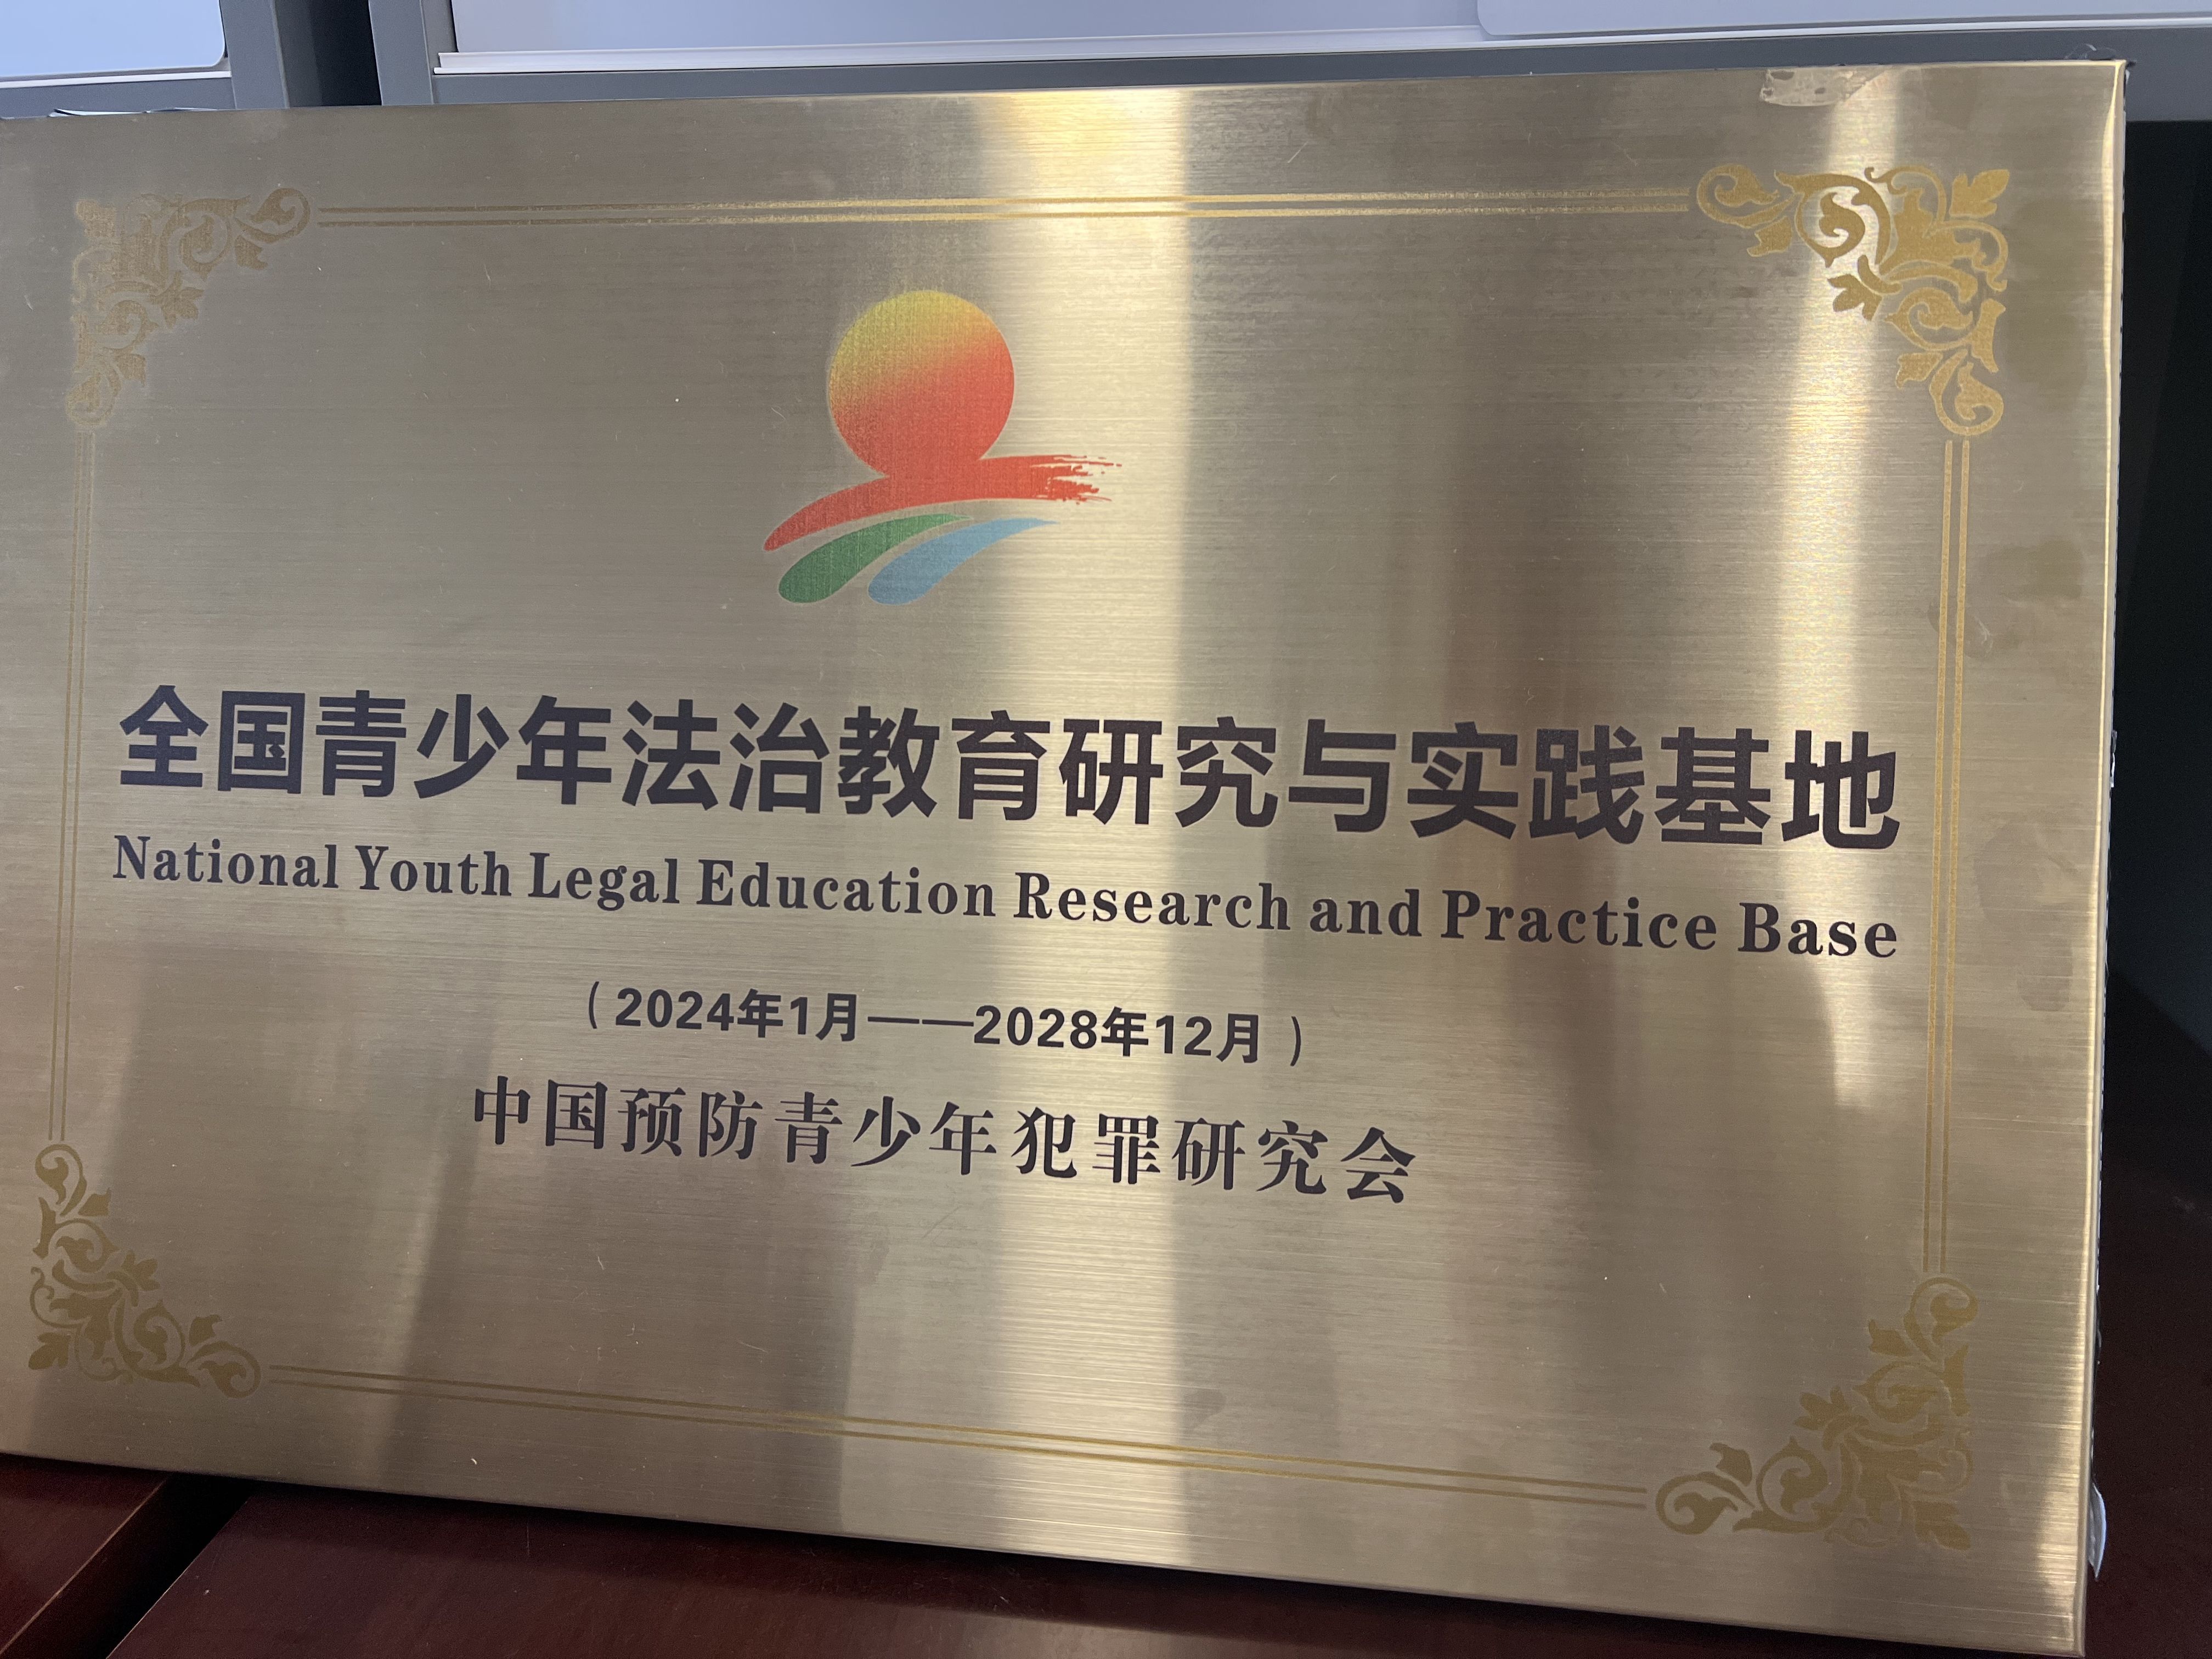 全国青少年法治教育研究与实践基地
National Youth Legal Education Research and Practice Base
（2024年1月——2028年12月）
中国预防青少年犯罪研究会